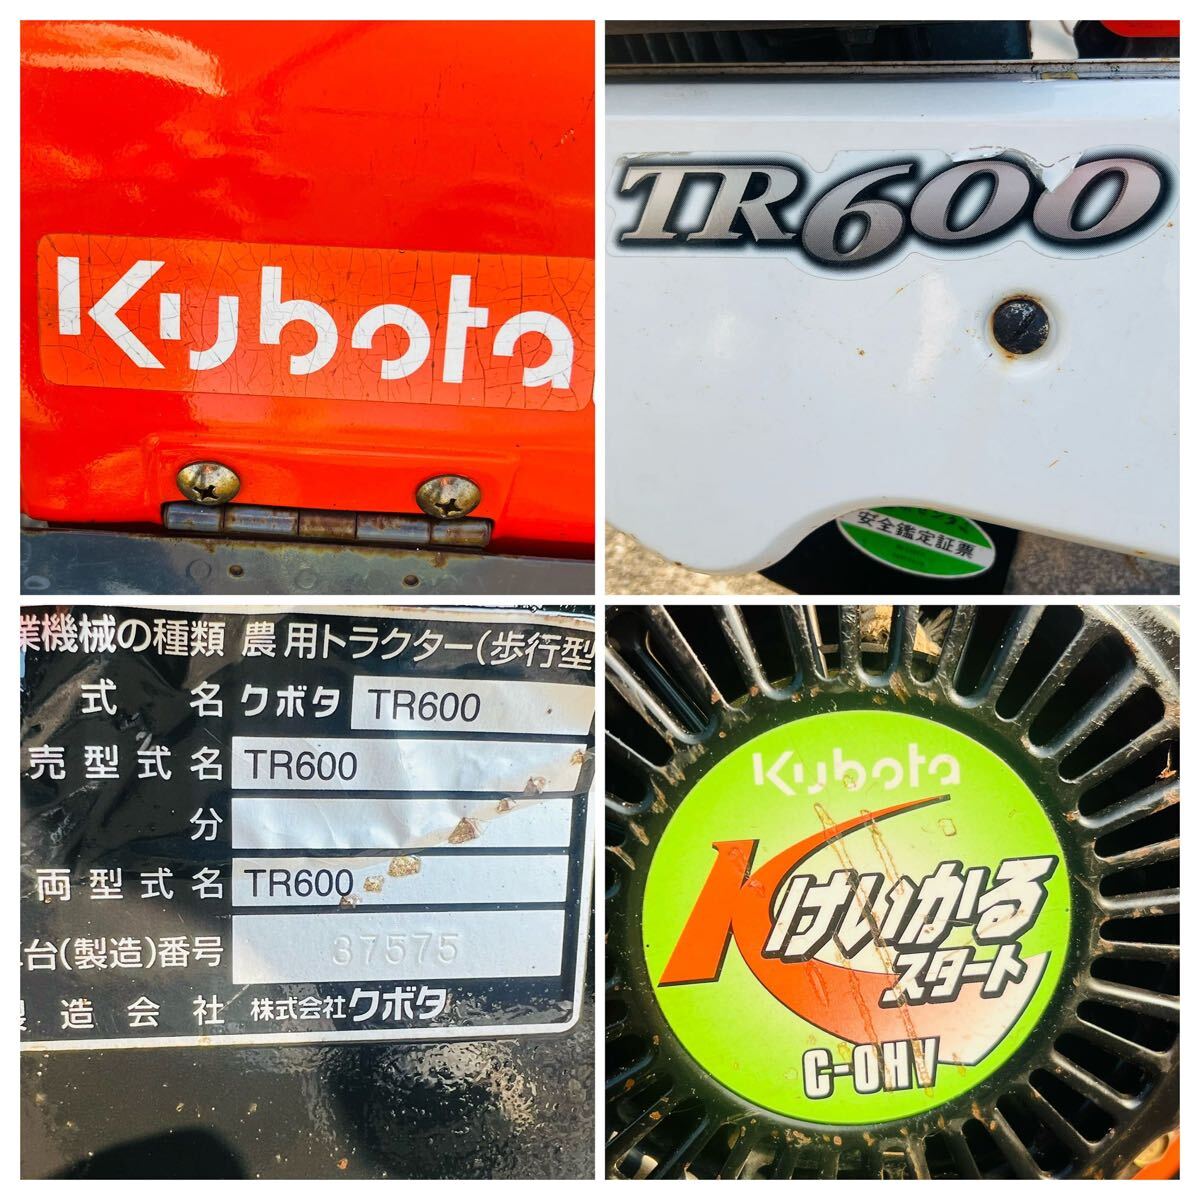 Kubota
TR600
安全鑑定証票
業機械の種類 農用トラクター(歩行型
式名 クボタ TR600
売型式名 TR600
分
両型式名 TR600
台(製造)番号 37575
製造会社 株式会社クボタ
Kubota
K けいかる
スタート
C-OHV